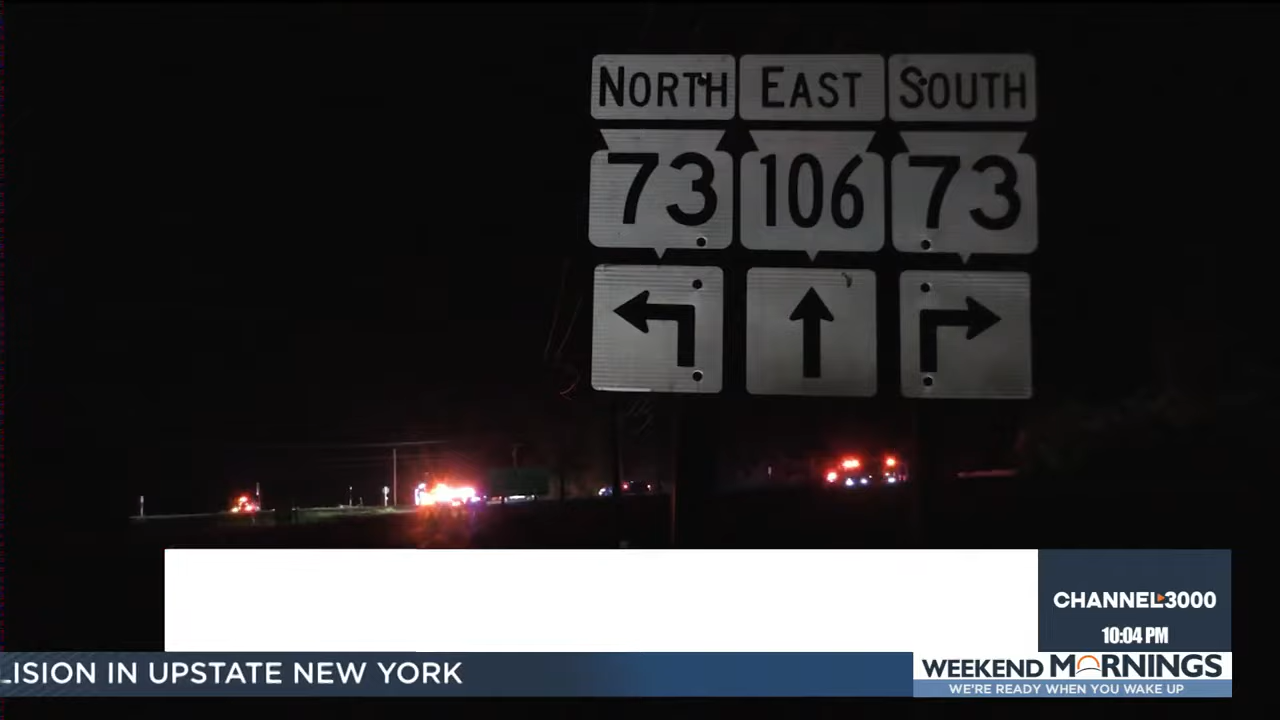 NORTH EAST SOUTH
73 106 73
CHANNEL3000
10:04 PM
LISION IN UPSTATE NEW YORK
WEEKEND MORNINGS
WE'RE READY WHEN YOU WAKE UP